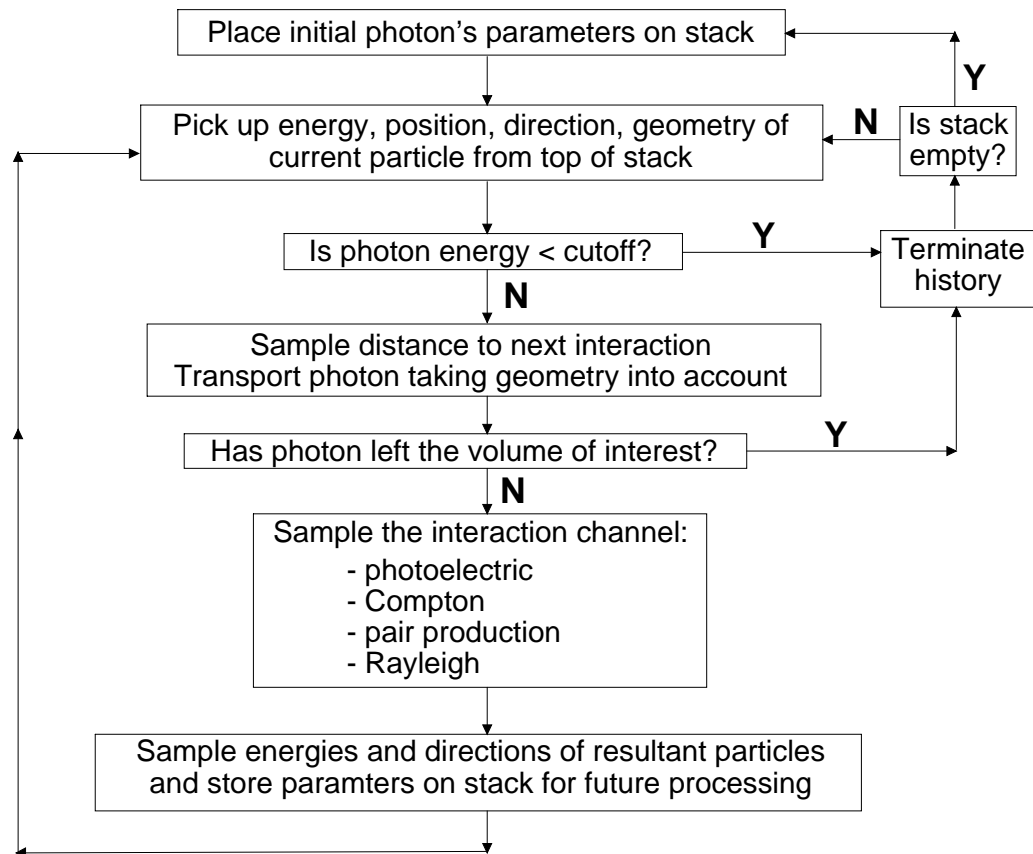 Place initial photon's parameters on stack
Y
Pick up energy, position, direction, geometry of
current particle from top of stack
N
Is stack
empty?
Is photon energy < cutoff?
Y
Terminate
history
N
Sample distance to next interaction
Transport photon taking geometry into account
Has photon left the volume of interest?
Y
N
Sample the interaction channel:
- photoelectric
- Compton
- pair production
- Rayleigh
Sample energies and directions of resultant particles
and store paramters on stack for future processing